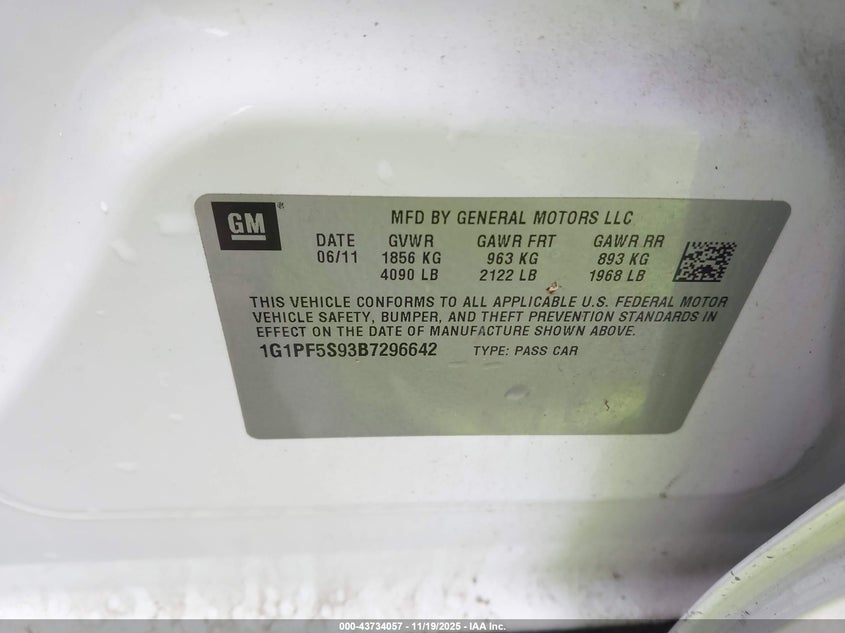 GM®
MFD BY GENERAL MOTORS LLC
DATE GVWR GAWR FRT GAWR RR
06/11 1856 KG 963 KG 893 KG
4090 LB 2122 LB 1968 LB
THIS VEHICLE CONFORMS TO ALL APPLICABLE U.S. FEDERAL MOTOR
VEHICLE SAFETY, BUMPER, AND THEFT PREVENTION STANDARDS IN
EFFECT ON THE DATE OF MANUFACTURE SHOWN ABOVE.
1G1PF5S93B7296642 TYPE: PASS CAR
000-43734057 - 11/19/2025 - IAA Inc.